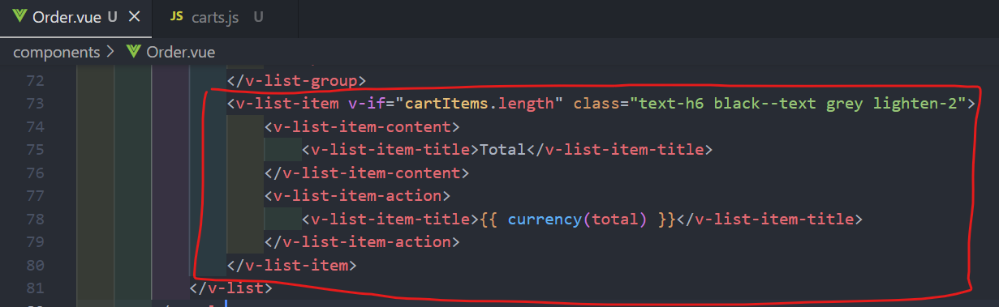 Order.vue U ×
JS carts.js U
components > Order.vue
72 </v-list-group>
73 <v-list-item v-if="cartItems.length" class="text-h6 black--text grey lighten-2">
74 <v-list-item-content>
75 <v-list-item-title>Total</v-list-item-title>
76 </v-list-item-content>
77 <v-list-item-action>
78 <v-list-item-title>{{ currency(total) }}</v-list-item-title>
79 </v-list-item-action>
80 </v-list-item>
81 </v-list>